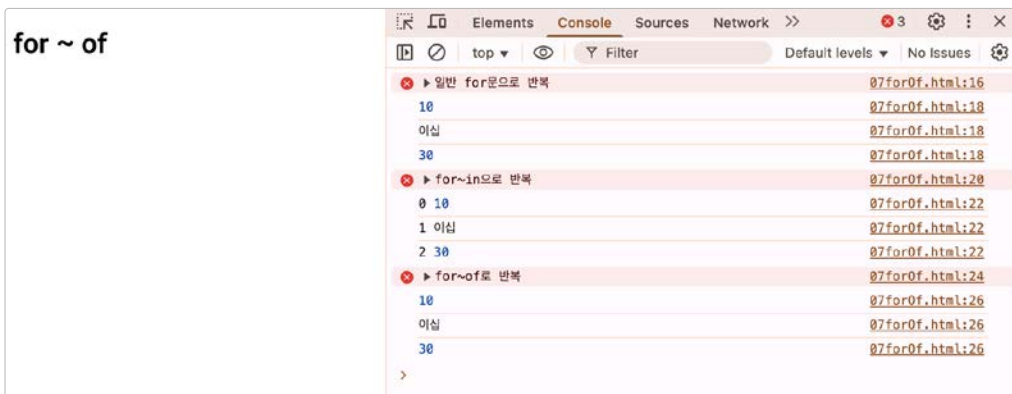 for ~ of
Elements Console Sources Network 3
top Filter Default levels No Issues
일반 for문으로 반복 07forOf.html:16
10 07forOf.html:18
이십 07forOf.html:18
30 07forOf.html:18
for~in으로 반복 07forOf.html:20
0 10 07forOf.html:22
1 이십 07forOf.html:22
2 30 07forOf.html:22
for~of로 반복 07forOf.html:24
10 07forOf.html:26
이십 07forOf.html:26
30 07forOf.html:26